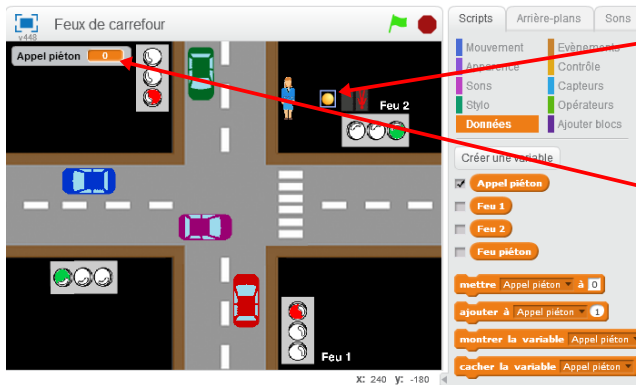 Feux de carrefour
v448
Appel piéton 0
Feu 2
Feu 1
x: 240 y: -180
Scripts Arrière-plans Sons
Mouvement Evènements
Apparence Contrôle
Sons Capteurs
Stylo Opérateurs
Données Ajouter blocs
Créer une variable
Appel piéton
Feu 1
Feu 2
Feu piéton
mettre Appel piéton à 0
ajouter à Appel piéton 1
montrer la variable Appel piéton
cacher la variable Appel piéton